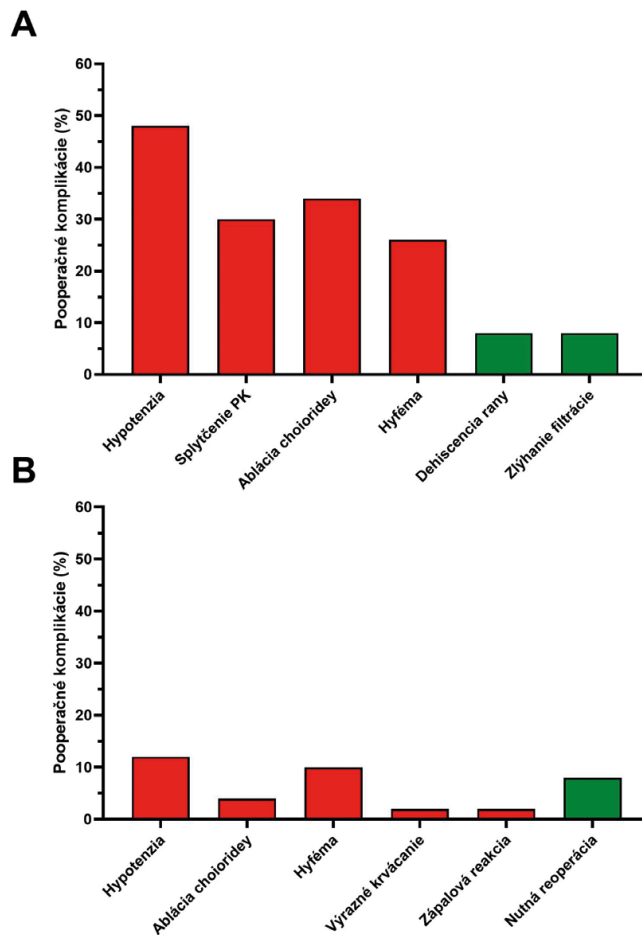 A
Pooperačné komplikácie (%)
60
50
40
30
20
10
0
Hypotenzia
Splytčenie PK
Ablácia choioridey
Hyféma
Dehiscencia rany
Zlýhanie filtrácie
B
Pooperačné komplikácie (%)
60
50
40
30
20
10
0
Hypotenzia
Ablácia choioridey
Hyféma
Výrazné krvácanie
Zápalová reakcia
Nutná reoperácia